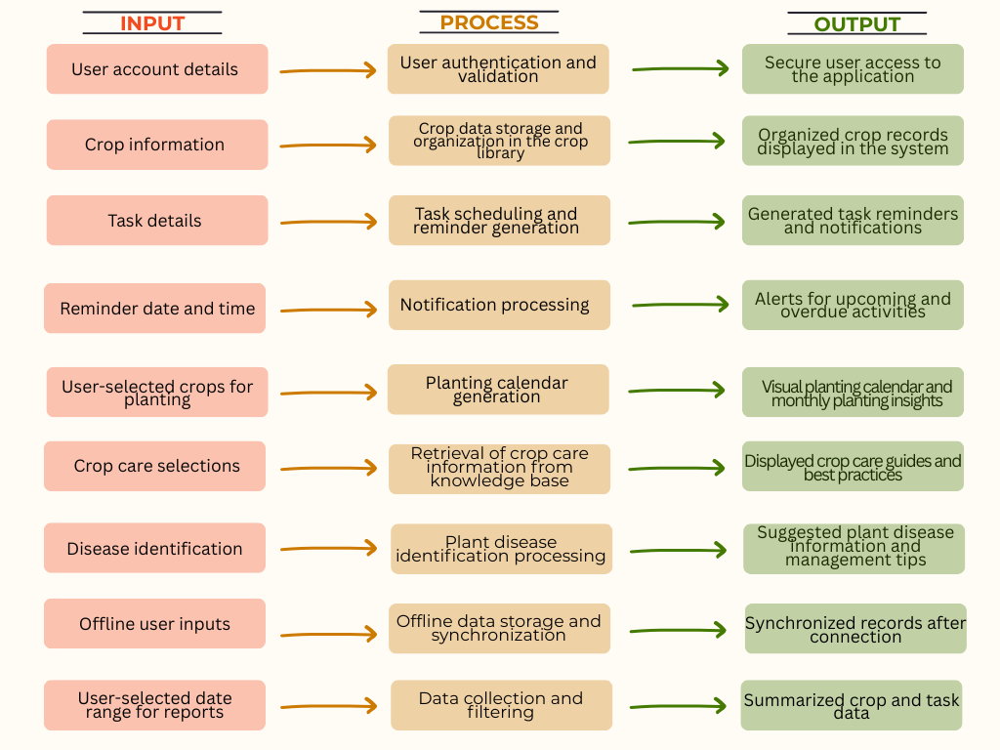 INPUT
PROCESS
OUTPUT
User account details
User authentication and
validation
Secure user access to
the application
Crop information
Crop data storage and
organization in the crop
library
Organized crop records
displayed in the system
Task details
Task scheduling and
reminder generation
Generated task reminders
and notifications
Reminder date and time
Notification processing
Alerts for upcoming and
overdue activities
User-selected crops for
planting
Planting calendar
generation
Visual planting calendar and
monthly planting insights
Crop care selections
Retrieval of crop care
information from
knowledge base
Displayed crop care guides and
best practices
Disease identification
Plant disease
identification processing
Suggested plant disease
information and
management tips
Offline user inputs
Offline data storage and
synchronization
Synchronized records after
connection
User-selected date
range for reports
Data collection and
filtering
Summarized crop and task
data